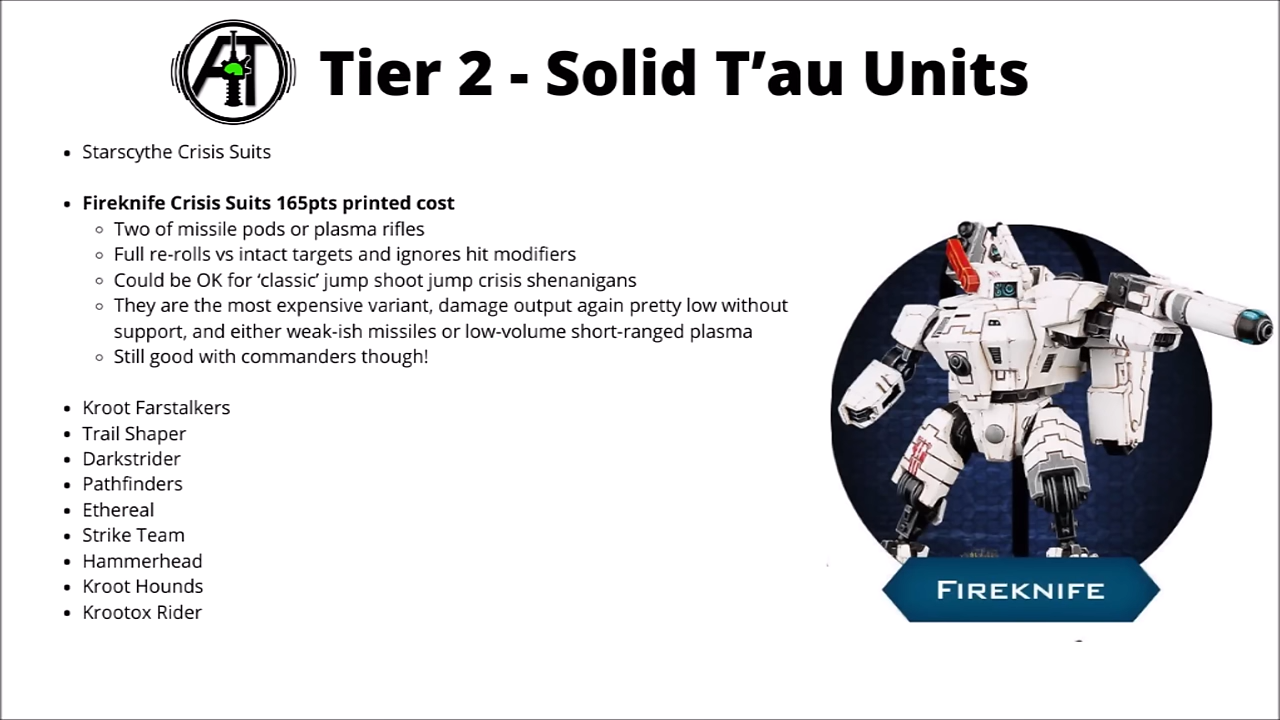 AT
Tier 2 - Solid T’au Units
Starscythe Crisis Suits
Fireknife Crisis Suits 165pts printed cost
Two of missile pods or plasma rifles
Full re-rolls vs intact targets and ignores hit modifiers
Could be OK for ‘classic’ jump shoot jump crisis shenanigans
They are the most expensive variant, damage output again pretty low without
support, and either weak-ish missiles or low-volume short-ranged plasma
Still good with commanders though!
Kroot Farstalkers
Trail Shaper
Darkstrider
Pathfinders
Ethereal
Strike Team
Hammerhead
Kroot Hounds
Krootox Rider
FIREKNIFE